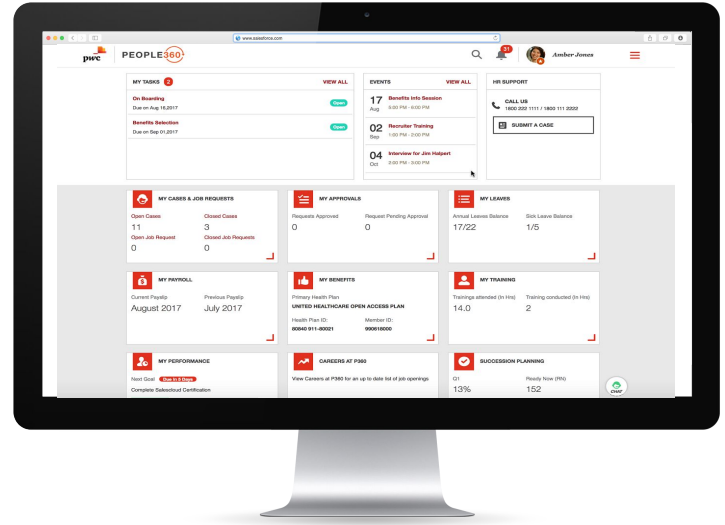 www.saseforce.com
pwc
PEOPLE360
31
Amber Jones
MY TASKS 2 VIEW ALL
On Boarding
Due on Aug 16,2017
Open
Benefits Selection
Due on Sep 01,2017
Open
EVENTS VIEW ALL
17 Benefits Info Session
Aug 5:00 PM - 6:00 PM
02 Recruiter Training
Sep 1:00 PM - 2:00 PM
04 Interview for Jim Halpert
Oct 2:00 PM - 3:00 PM
HR SUPPORT
CALL US
1800 222 1111 / 1800 111 2222
SUBMIT A CASE
MY CASES & JOB REQUESTS
Open Cases Closed Cases
11 3
Open Job Request Closed Job Requests
0 0
MY APPROVALS
Requests Approved Request Pending Approval
0 0
MY LEAVES
Annual Leaves Balance Sick Leave Balance
17/22 1/5
MY PAYROLL
Current Payslip Previous Payslip
August 2017 July 2017
MY BENEFITS
Primary Health Plan
UNITED HEALTHCARE OPEN ACCESS PLAN
Health Plan ID: Member ID:
80840 911-80021 990618000
MY TRAINING
Trainings attended (In Hrs) Training conducted (In Hrs)
14.0 2
MY PERFORMANCE
Next Goal Due In 5 Days
Complete Salescloud Certification
CAREERS AT P360
View Careers at P360 for an up to date list of job openings
SUCCESSION PLANNING
Q1 Ready Now (RN)
13% 152
CHAT